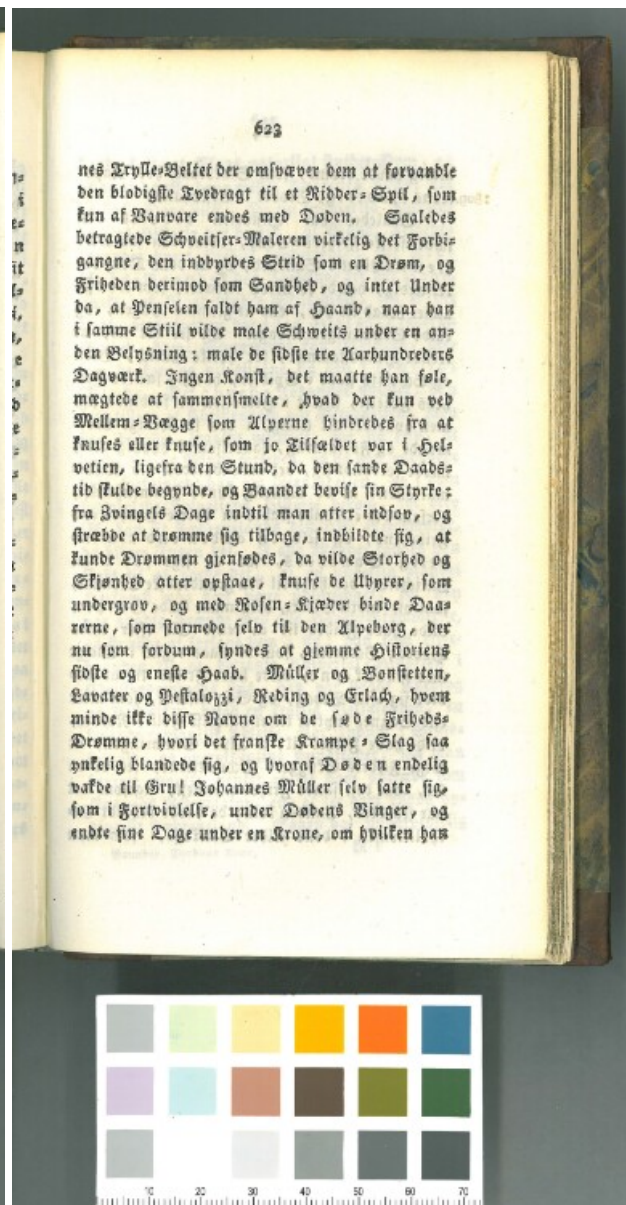 623
nes Trylle-Beltet der omsvæver dem at forvandle
den blodigste Tvedragt til et Ridder-Spil, som
kun af Vanvare endes med Døden. Saaledes
betragtede Schveitser-Maleren virkelig det Forbi-
gangne, den indbyrdes Strid som en Drøm, og
Friheden derimod som Sandhed, og intet Under
da, at Penselen faldt ham af Haand, naar han
i samme Stiil vilde male Schweits under en an-
den Belysning: male de sidste tre Aarhundreders
Dagværk. Ingen Konst, det maatte han føle,
mægtede at sammensmelte, hvad der kun ved
Mellem-Vægge som Alperne hindredes fra at
knuses eller knuse, som jo Tilfældet var i Hel-
vetien, ligefra den Stund, da den sande Daads-
tid skulde begynde, og Baandet bevise sin Styrke:
fra Zvingels Dage indtil man atter indsov, og
stræbde at drømme sig tilbage, indbildte sig, at
kunde Drømmen gjenfødes, da vilde Storhed og
Skjønhed atter opstaae, knuse de Uhyrer, som
undergrov, og med Rosen-Kjæder binde Daa-
rerne, som stormede selv til den Alpeborg, der
nu som fordum, syndes at gjemme Historiens
sidste og eneste Haab. Müller og Bonstetten,
Lavater og Pestalozzi, Reding og Erlach, hvem
minde ikke disse Navne om de søde Friheds-
Drømme, hvori det franske Krampe-Slag saa
ynkelig blandede sig, og hvoraf Døden endelig
vakde til Gru! Johannes Müller selv satte sig,
som i Fortvivlelse, under Dødens Vinger, og
endte sine Dage under en Krone, om hvilken han
10 20 30 40 50 60 70